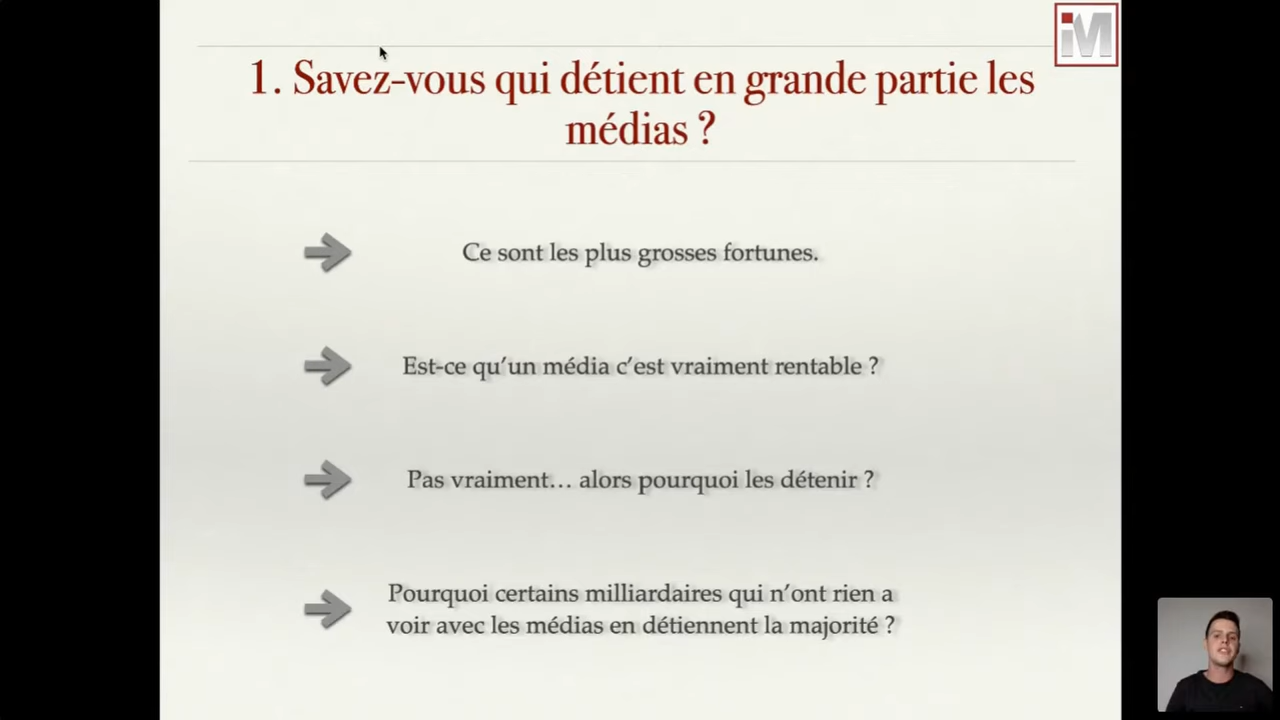 iM
1. Savez-vous qui détient en grande partie les
médias ?
Ce sont les plus grosses fortunes.
Est-ce qu'un média c'est vraiment rentable ?
Pas vraiment… alors pourquoi les détenir ?
Pourquoi certains milliardaires qui n'ont rien a
voir avec les médias en détiennent la majorité ?